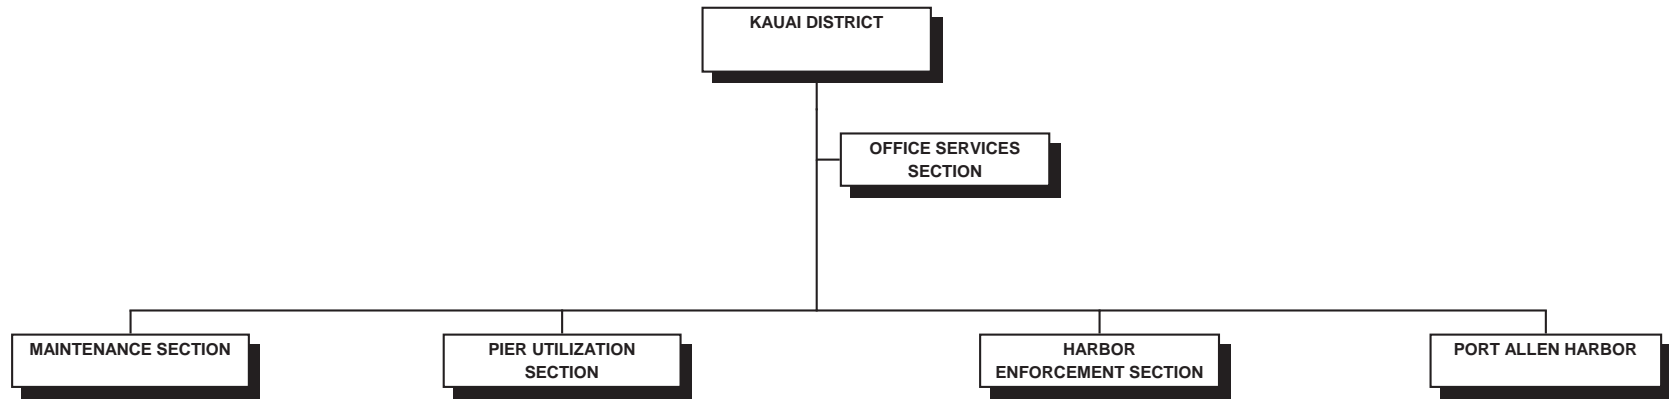 KAUAI DISTRICT
OFFICE SERVICES
SECTION
MAINTENANCE SECTION
PIER UTILIZATION
SECTION
HARBOR
ENFORCEMENT SECTION
PORT ALLEN HARBOR